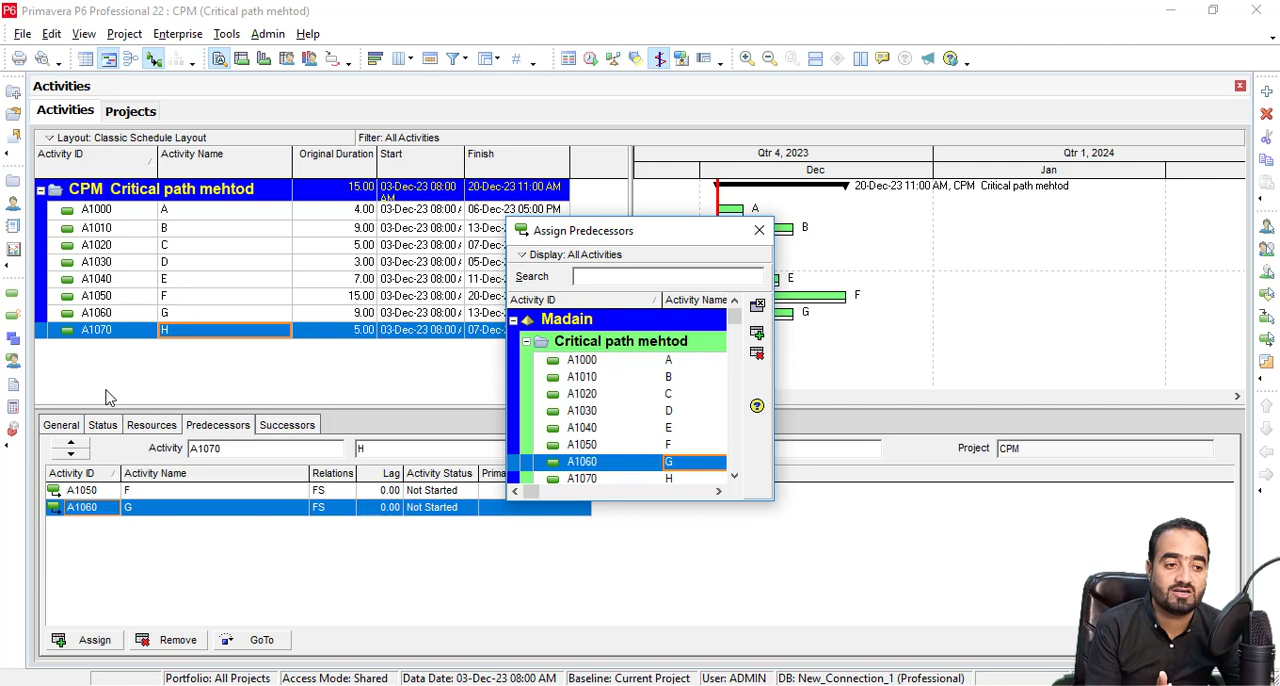 P6 Primavera P6 Professional 22 : CPM (Critical path mehtod)
File Edit View Project Enterprise Tools Admin Help
Activities
Activities Projects
Layout: Classic Schedule Layout Filter: All Activities
Activity ID Activity Name Original Duration Start Finish Qtr 4, 2023 Qtr 1, 2024
Dec Jan
CPM Critical path mehtod 15.00 03-Dec-23 08:00 AM 20-Dec-23 11:00 AM 20-Dec-23 11:00 AM, CPM Critical path mehtod
A1000 A 4.00 03-Dec-23 08:00 A 06-Dec-23 05:00 PM A
A1010 B 9.00 03-Dec-23 08:00 A 13-Dec- B
A1020 C 5.00 03-Dec-23 08:00 A 07-Dec-
A1030 D 3.00 03-Dec-23 08:00 A 05-Dec-
A1040 E 7.00 03-Dec-23 08:00 A 11-Dec- E
A1050 F 15.00 03-Dec-23 08:00 A 20-Dec- F
A1060 G 9.00 03-Dec-23 08:00 A 13-Dec- G
A1070 H 5.00 03-Dec-23 08:00 A 07-Dec-
Assign Predecessors
Display: All Activities
Search
Activity ID Activity Name
Madain
Critical path mehtod
A1000 A
A1010 B
A1020 C
A1030 D
A1040 E
A1050 F
A1060 G
A1070 H
General Status Resources Predecessors Successors
Activity A1070 H Project CPM
Activity ID Activity Name Relations Lag Activity Status Prima
A1050 F FS 0.00 Not Started
A1060 G FS 0.00 Not Started
Assign Remove GoTo
Portfolio: All Projects Access Mode: Shared Data Date: 03-Dec-23 08:00 AM Baseline: Current Project User: ADMIN DB: New_Connection_1 (Professional)